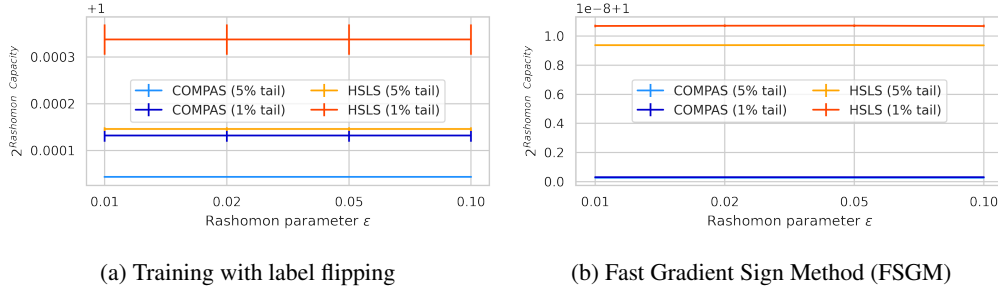 +1
0.0003
0.0002
0.0001
2^Rashomon Capacity
COMPAS (5% tail)
COMPAS (1% tail)
HSLS (5% tail)
HSLS (1% tail)
0.01
0.02
0.05
0.10
Rashomon parameter ε
(a) Training with label flipping
1e-8+1
1.0
0.8
0.6
0.4
0.2
0.0
2^Rashomon Capacity
COMPAS (5% tail)
COMPAS (1% tail)
HSLS (5% tail)
HSLS (1% tail)
0.01
0.02
0.05
0.10
Rashomon parameter ε
(b) Fast Gradient Sign Method (FSGM)